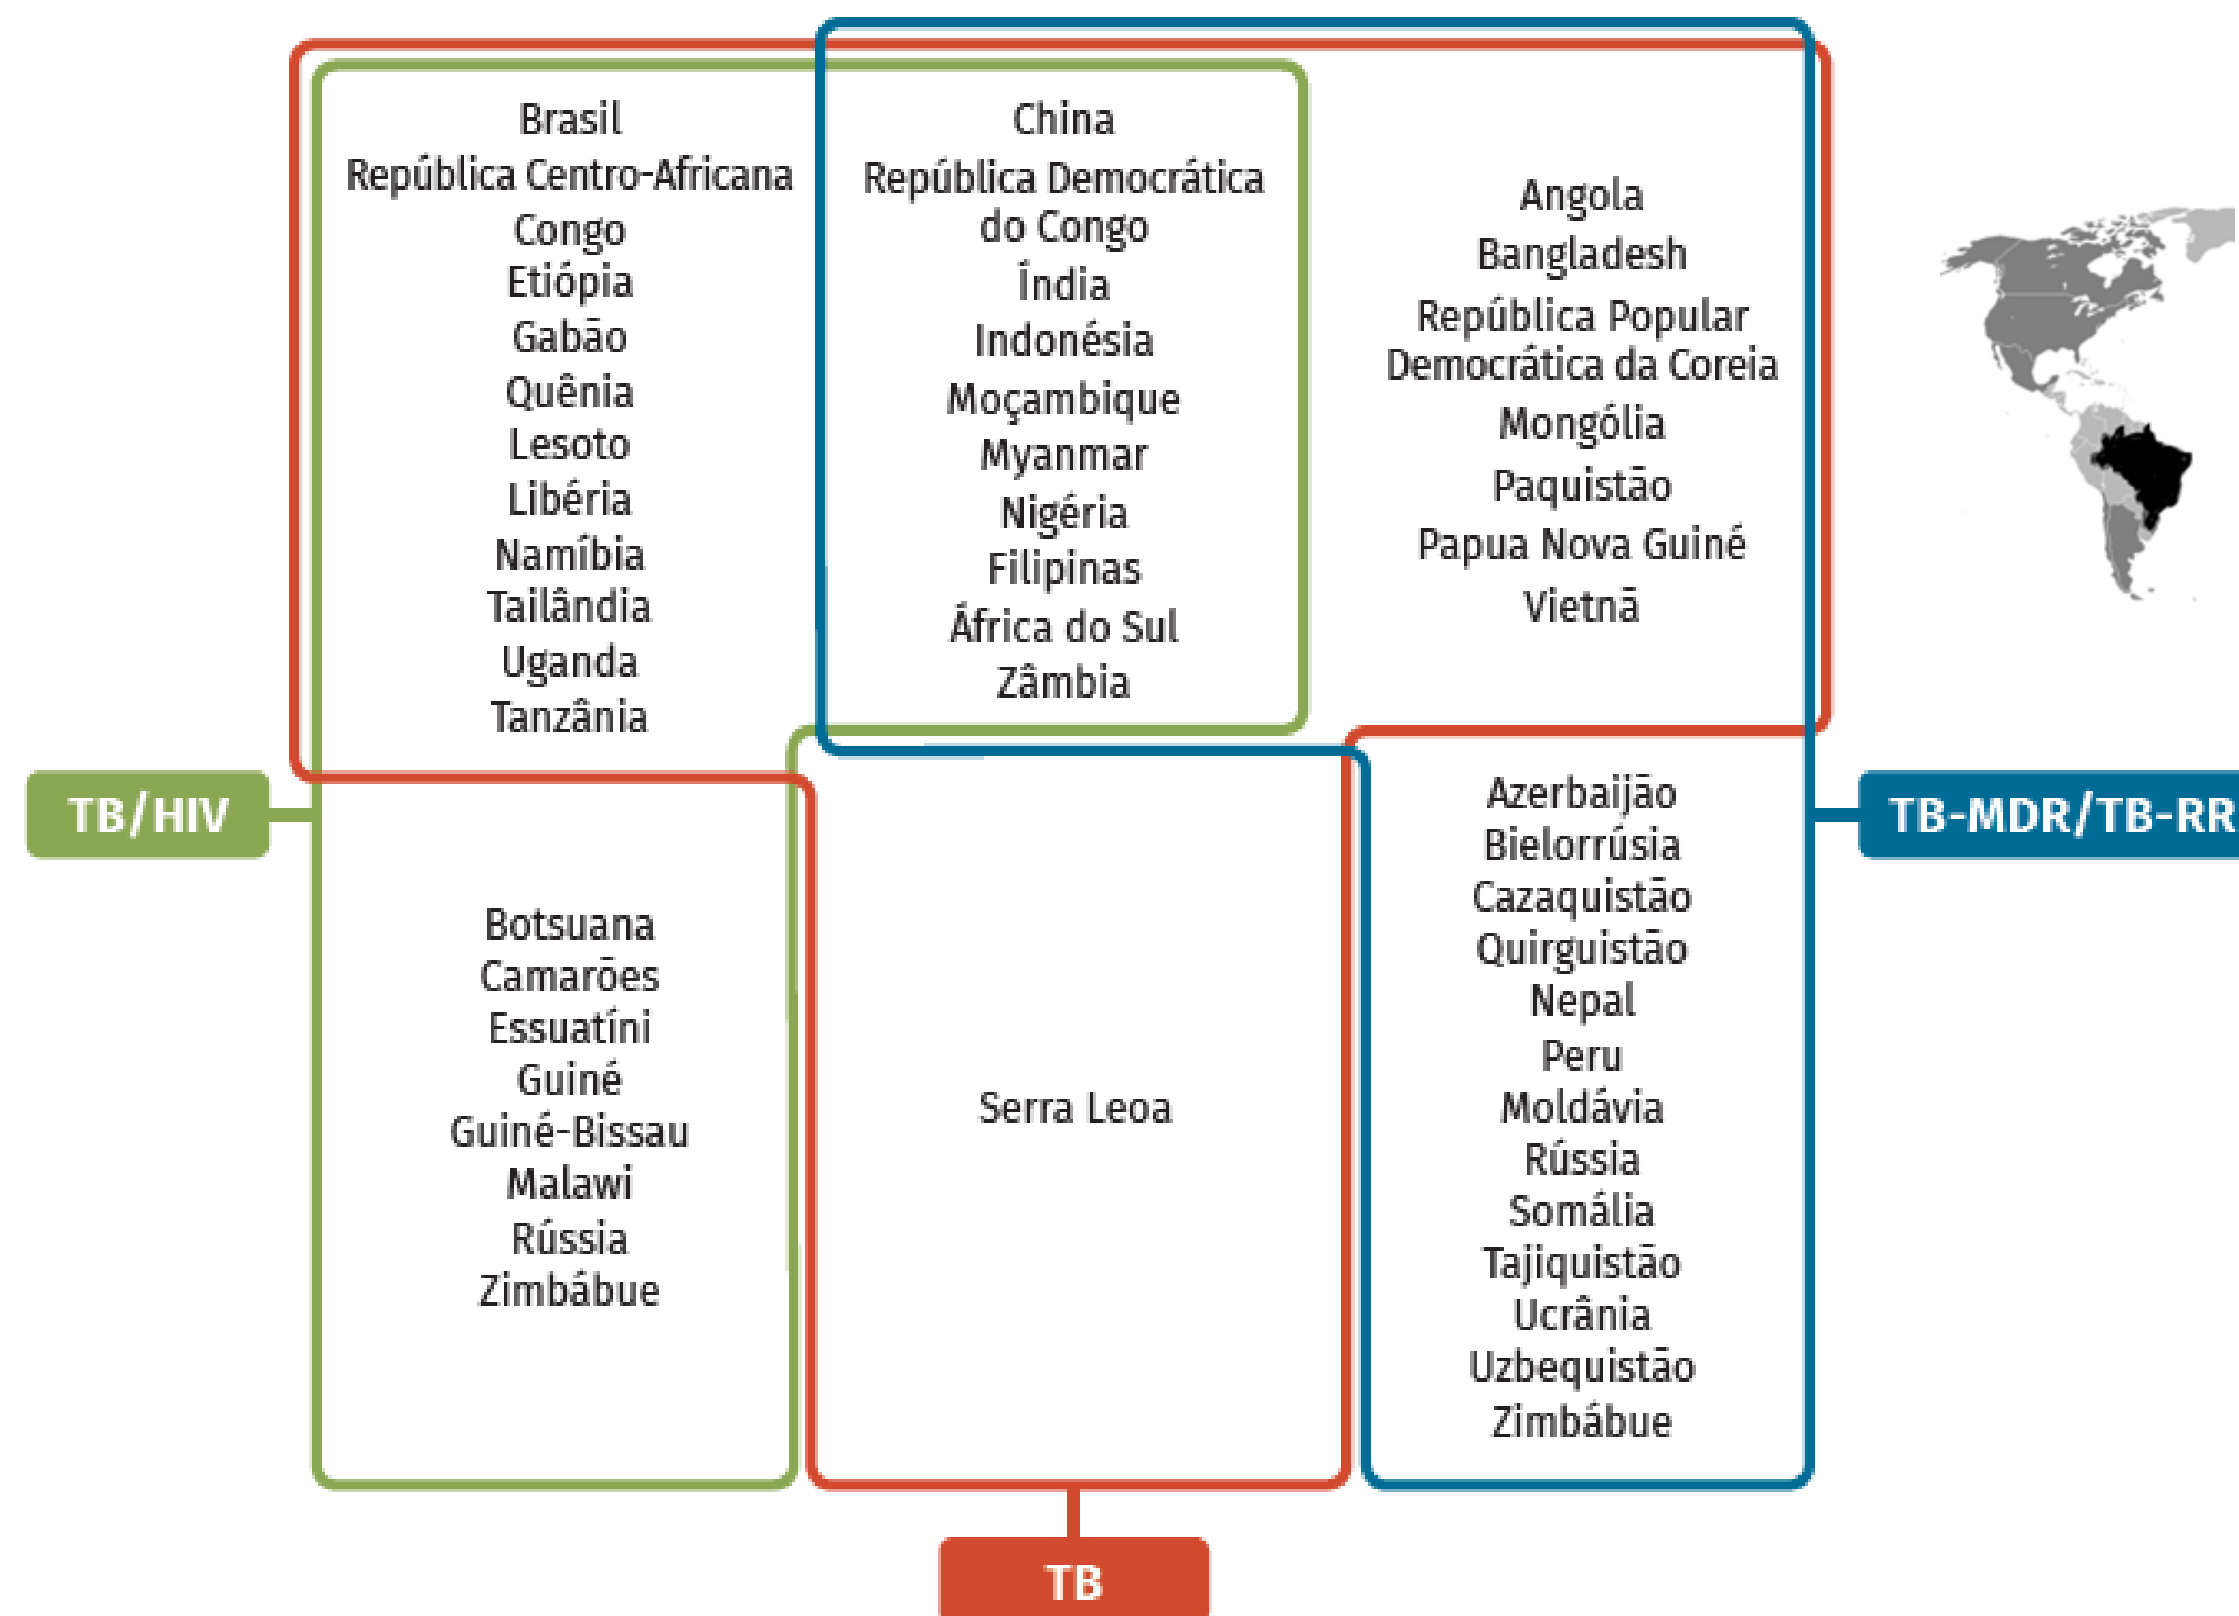 Brasil
República Centro-Africana
Congo
Etiópia
Gabão
Quênia
Lesoto
Libéria
Namíbia
Tailândia
Uganda
Tanzânia
China
República Democrática
do Congo
Índia
Indonésia
Moçambique
Myanmar
Nigéria
Filipinas
África do Sul
Zâmbia
Angola
Bangladesh
República Popular
Democrática da Coreia
Mongólia
Paquistão
Papua Nova Guiné
Vietnã
TB/HIV
TB-MDR/TB-RR
Botsuana
Camarões
Essuatíni
Guiné
Guiné-Bissau
Malawi
Rússia
Zimbábue
Serra Leoa
Azerbaijão
Bielorrúsia
Cazaquistão
Quirguistão
Nepal
Peru
Moldávia
Rússia
Somália
Tajiquistão
Ucrânia
Uzbequistão
Zimbábue
TB